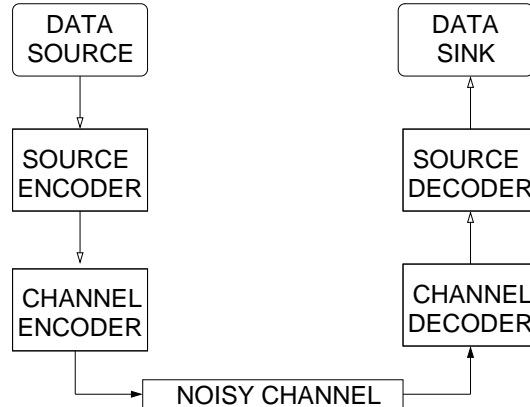 DATA
SOURCE
DATA
SINK
SOURCE
ENCODER
SOURCE
DECODER
CHANNEL
ENCODER
CHANNEL
DECODER
NOISY CHANNEL